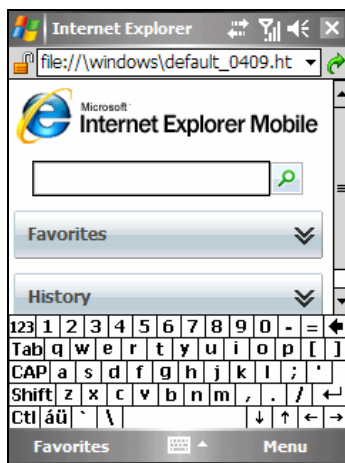 Internet Explorer
file://\windows\default_0409.ht
Microsoft
Internet Explorer Mobile
Favorites
History
123 1 2 3 4 5 6 7 8 9 0 - =
Tab q w e r t y u i o p [ ]
CAP a s d f g h j k l ; '
Shift z x c v b n m , . /
Ctl áü ` \
Favorites Menu